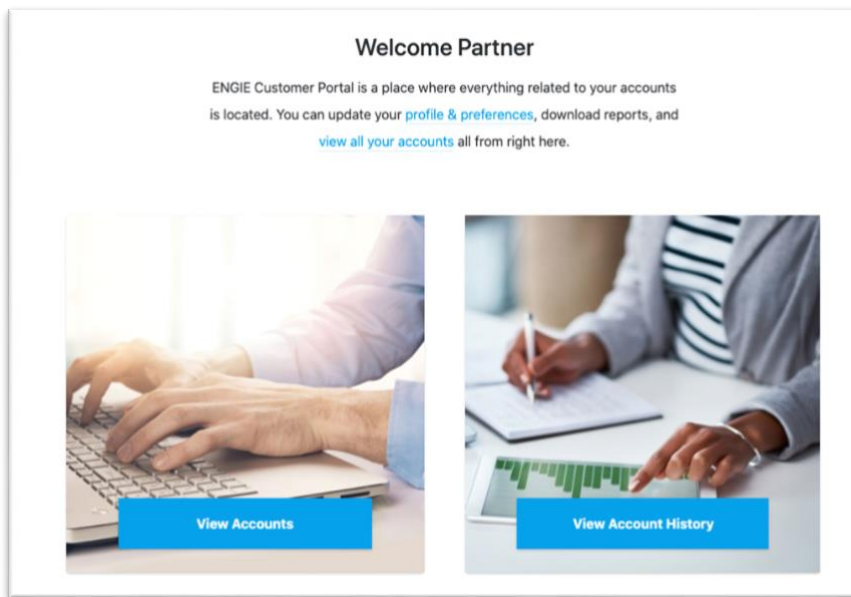 Welcome Partner
ENGIE Customer Portal is a place where everything related to your accounts
is located. You can update your profile & preferences, download reports, and
view all your accounts all from right here.
View Accounts
View Account History